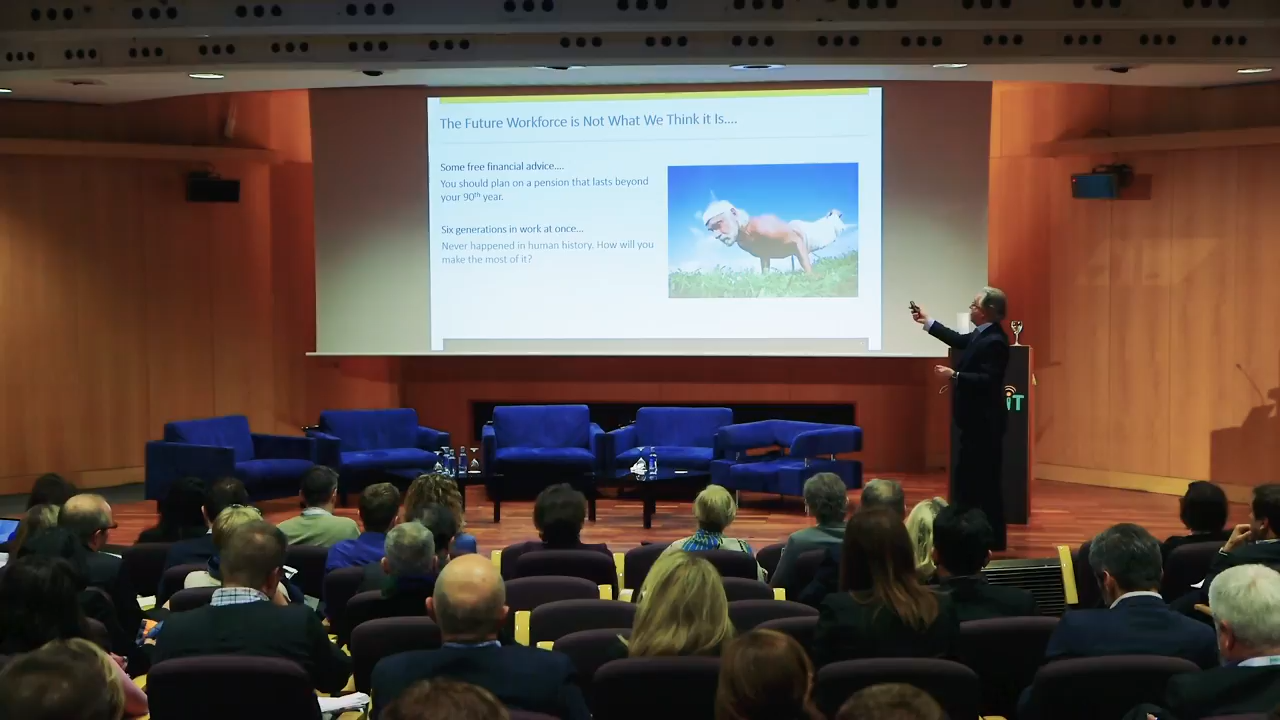 The Future Workforce is Not What We Think it Is....
Some free financial advice....
You should plan on a pension that lasts beyond
your 90th year.
Six generations in work at once...
Never happened in human history. How will you
make the most of it?
iT